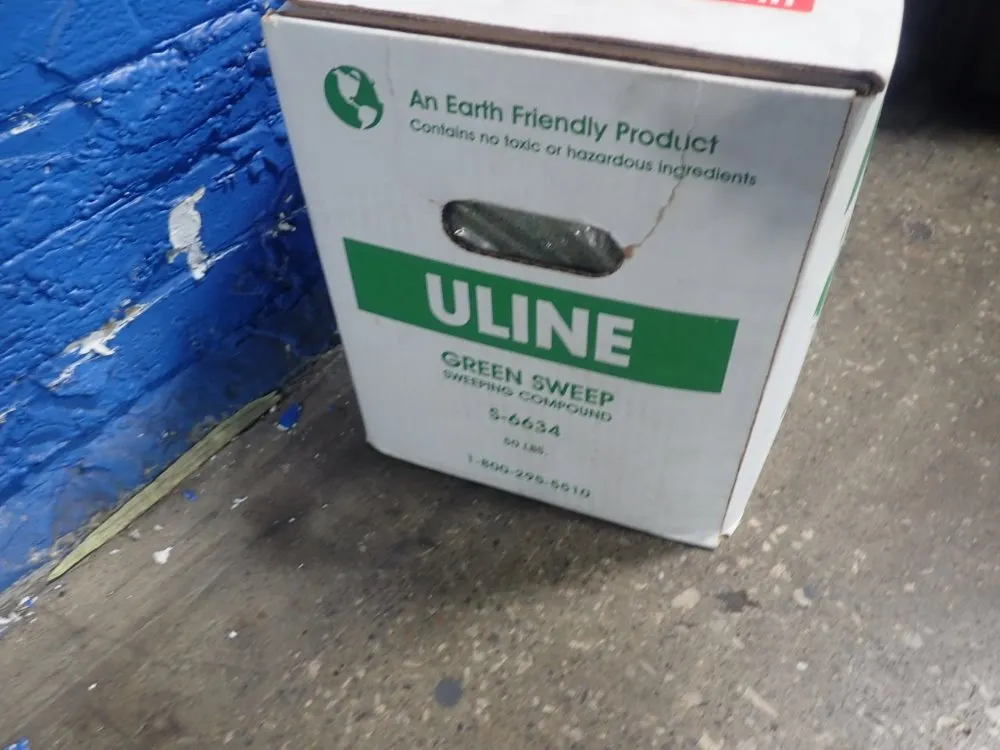 An Earth Friendly Product
Contains no toxic or hazardous ingredients
ULINE
GREEN SWEEP
SWEEPING COMPOUND
S-6634
50 LBS.
1-800-295-5510